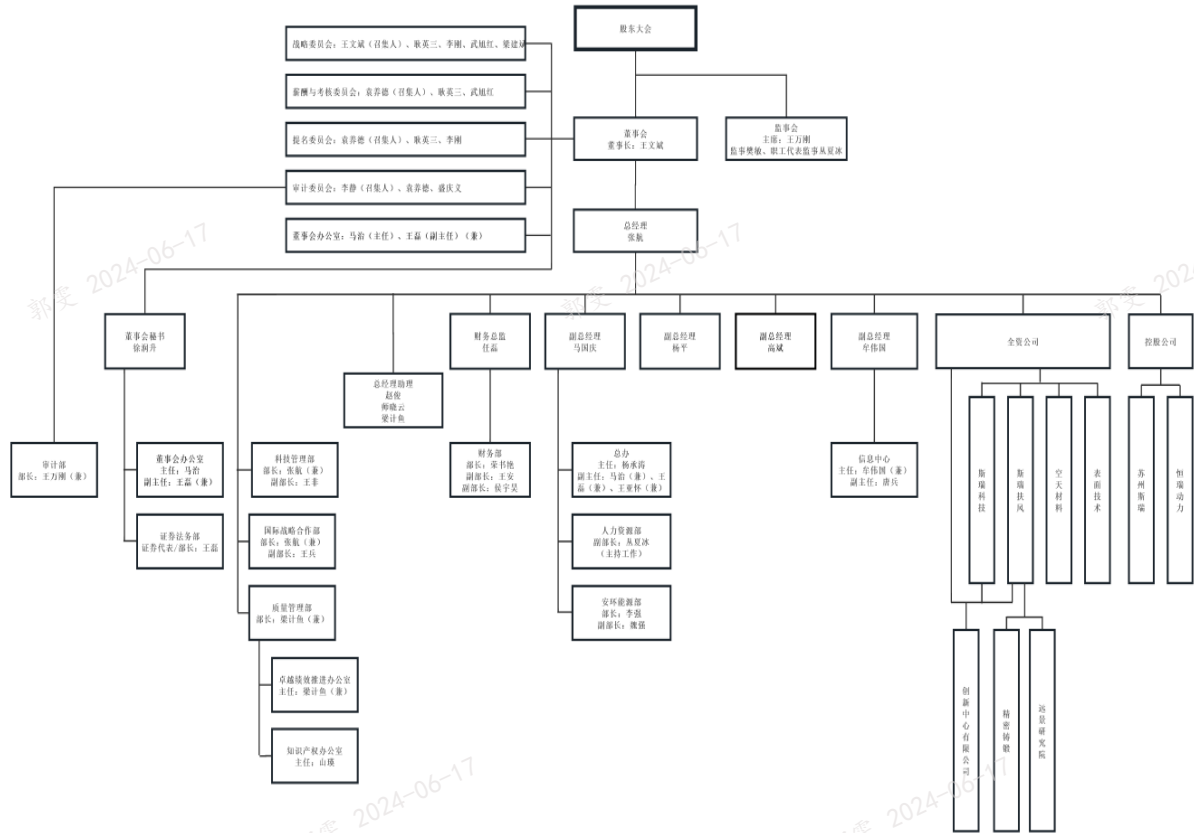 股东大会
战略委员会：王文斌（召集人）、耿英三、李刚、武旭红、梁建斌
薪酬与考核委员会：袁养德（召集人）、耿英三、武旭红
提名委员会：袁养德（召集人）、耿英三、李刚
审计委员会：李静（召集人）、袁养德、盛庆义
董事会办公室：马治（主任）、王磊（副主任）（兼）
董事会
董事长：王文斌
监事会
主席：王万刚
监事樊敏、职工代表监事丛夏冰
总经理
张航
董事会秘书
徐润升
总经理助理
赵俊
师晓云
梁计鱼
财务总监
任磊
副总经理
马国庆
副总经理
杨平
副总经理
高斌
副总经理
牟伟国
全资公司
控股公司
审计部
部长：王万刚（兼）
董事会办公室
主任：马治
副主任：王磊（兼）
证券法务部
证券代表/部长：王磊
科技管理部
部长：张航（兼）
副部长：王非
国际战略合作部
部长：张航（兼）
副部长：王兵
质量管理部
部长：梁计鱼（兼）
卓越绩效推进办公室
主任：梁计鱼（兼）
知识产权办公室
主任：山瑛
财务部
部长：荣书艳
副部长：王安
副部长：侯宇昊
总办
主任：杨承涛
副主任：马治（兼）、王
磊（兼）、王亚怀（兼）
人力资源部
副部长：丛夏冰
（主持工作）
安环能源部
部长：李强
副部长：魏强
信息中心
主任：牟伟国（兼）
副主任：唐兵
斯瑞科技
斯瑞扶风
空天材料
表面技术
苏州斯瑞
恒瑞动力
创新中心有限公司
精密铸锻
远景研究院
郭雯 2024-06-17
郭雯 2024-06-17
郭雯 202
雯 2024-06-17
雯 2024-06-17